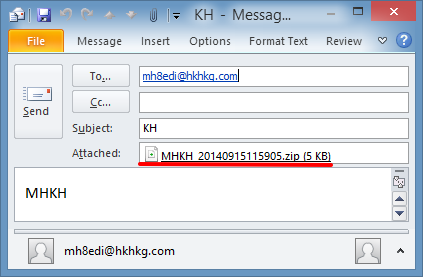 KH - Messag...
File Message Insert Options Format Text Review
To... mh8edi@hkhkg.com
Cc...
Send
Subject: KH
Attached: MHKH_20140915115905.zip (5 KB)
MHKH
mh8edi@hkhkg.com